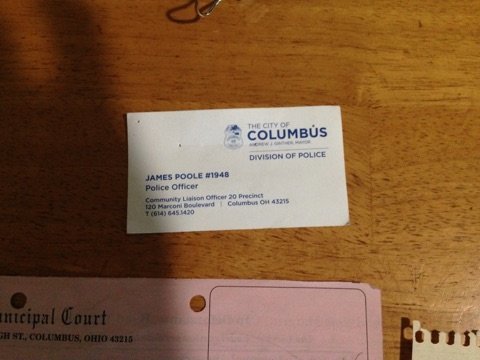 THE CITY OF
COLUMBUS
ANDREW J. GINTHER, MAYOR
DIVISION OF POLICE
JAMES POOLE #1948
Police Officer
Community Liaison Officer 20 Precinct
120 Marconi Boulevard | Columbus OH 43215
T (614) 645.1420
unicipal Court
GH ST., COLUMBUS, OHIO 43215